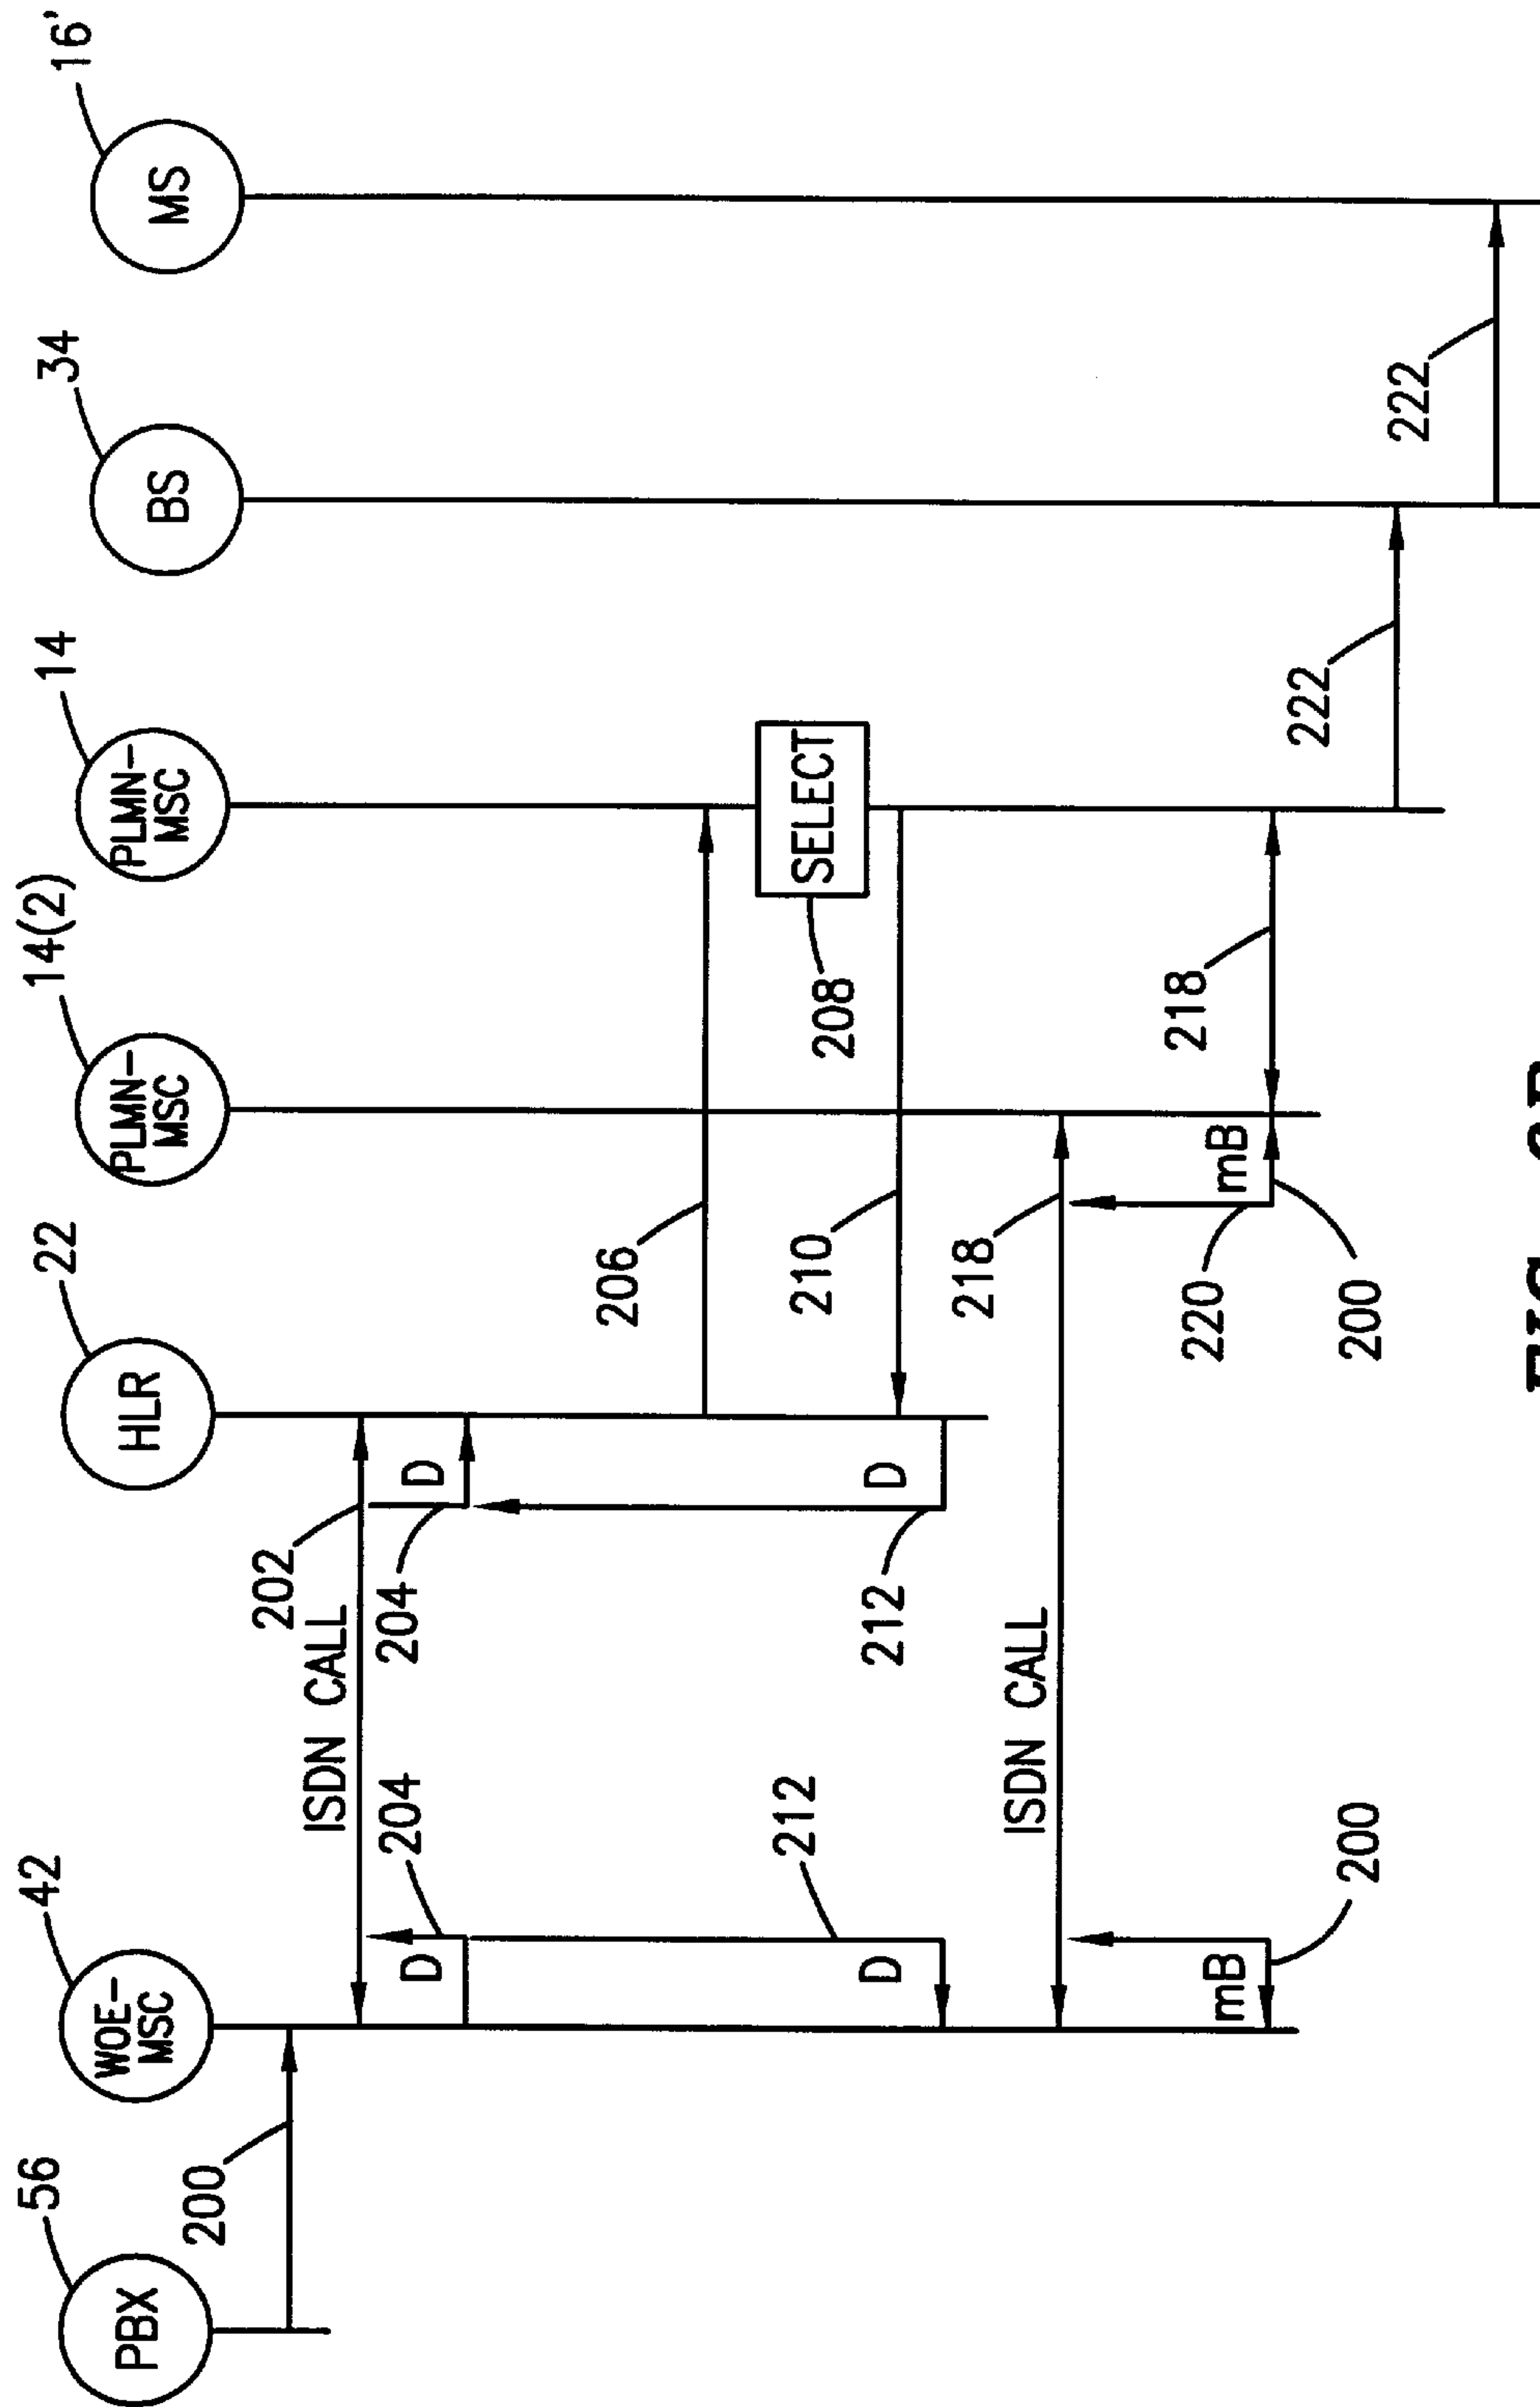 56
42
22
14(2)
14
34
16'
PBX
WOE-
MSC
HLR
PLMN-
MSC
PLMN-
MSC
BS
MS
200
202
ISDN CALL
204
D
204
D
206
SELECT
208
210
212
D
212
D
218
ISDN CALL
218
220
mB
mB
200
200
222
222